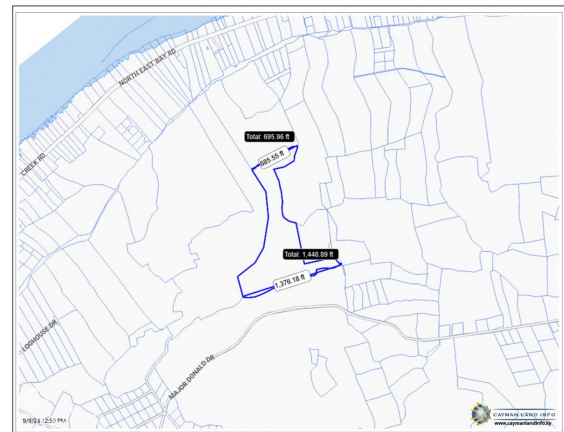 NORTH EAST BAY RD
CREEK RD
Total: 695.96 ft
685.55 ft
Total: 1,448.89 ft
1,376.18 ft
LOGHOUSE DR
MAJOR DONALD DR
9/9/24 12:50 PM
CAYMAN LAND INFO
www.caymanlandinfo.ky